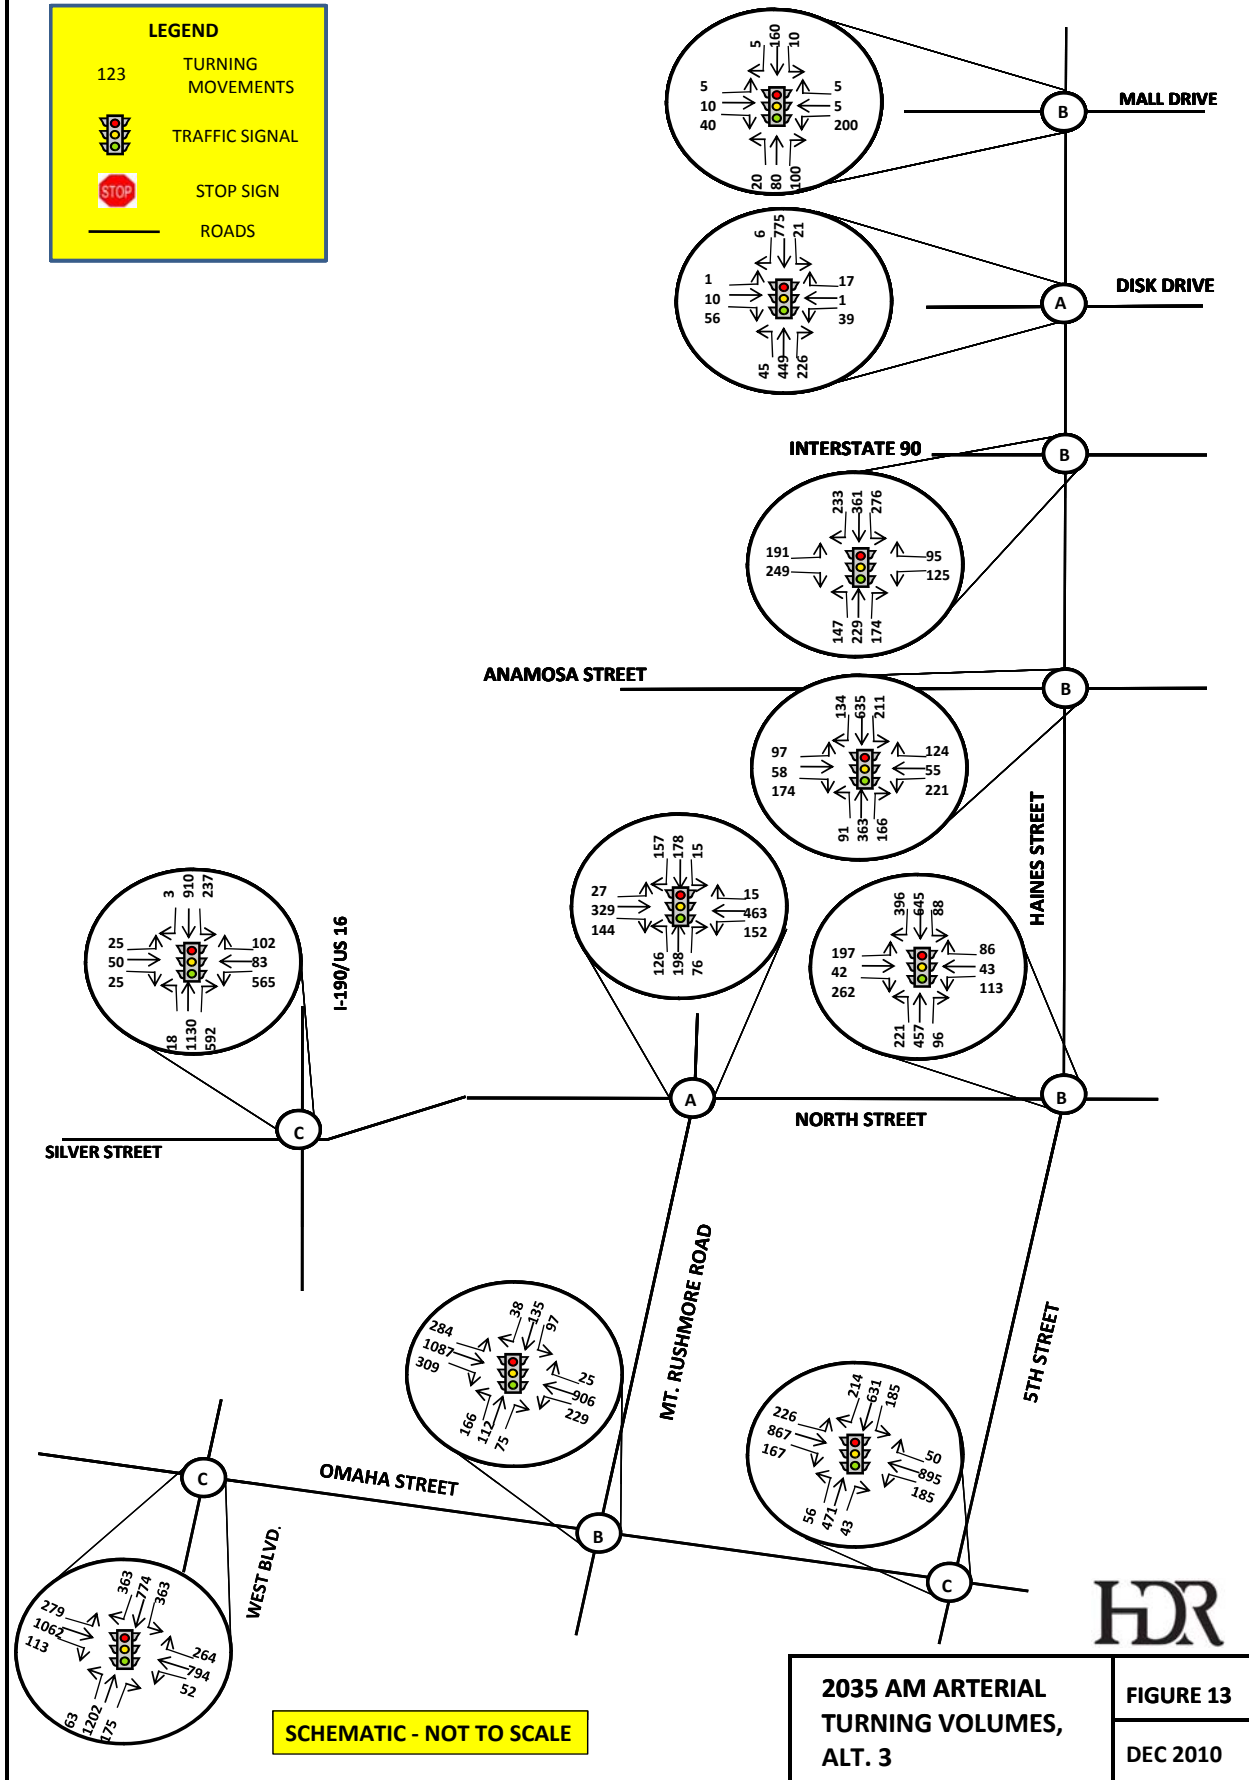 LEGEND
123 TURNING
MOVEMENTS
TRAFFIC SIGNAL
STOP STOP SIGN
ROADS
5 160 10
5 5
10 5
40 200
20 80 100
B
MALL DRIVE
6 775 21
1 17
10 1
56 39
45 449 226
A
DISK DRIVE
INTERSTATE 90
B
233 361 276
191 95
249 125
147 229 174
ANAMOSA STREET
B
134 635 211
97 124
58 55
174 221
91 363 166
HAINES STREET
157 178 15
27 15
329 463
144 152
126 198 76
396 645 88
197 86
42 43
262 113
221 457 96
3 910 237
25 102
50 83
25 565
18 1130 592
I-190/US 16
A
B
NORTH STREET
C
SILVER STREET
MT. RUSHMORE ROAD
5TH STREET
38 135 97
284 25
1087 906
309 229
166 112 75
214 631 185
226 50
867 895
167 185
56 471 43
C
OMAHA STREET
B
C
WEST BLVD.
363 774 363
279 264
1062 794
113 52
63 1202 175
SCHEMATIC - NOT TO SCALE
HDR
2035 AM ARTERIAL
TURNING VOLUMES,
ALT. 3
FIGURE 13
DEC 2010